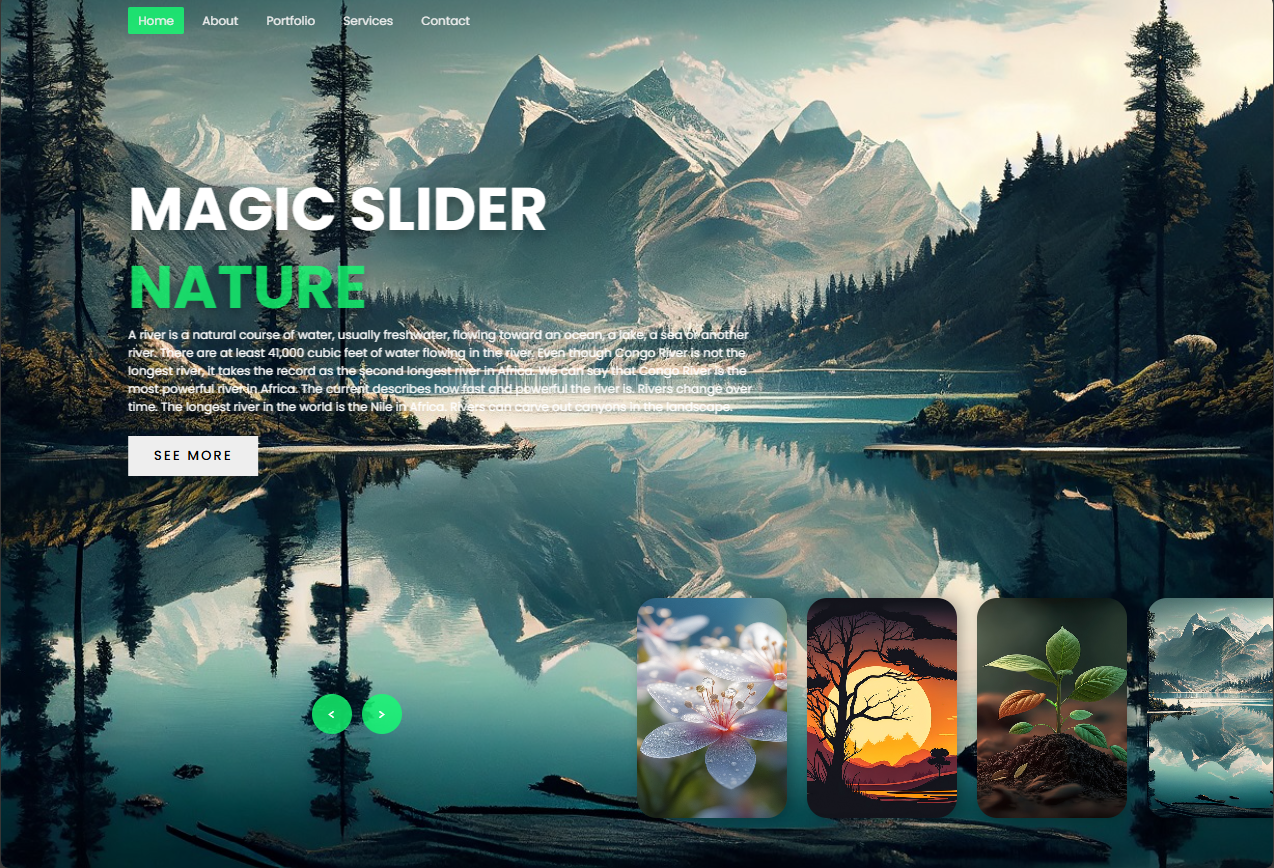 Home About Portfolio Services Contact
MAGIC SLIDER
NATURE
A river is a natural course of water, usually freshwater, flowing toward an ocean, a lake, a sea or another
river. There are at least 41,000 cubic feet of water flowing in the river. Even though Congo River is not the
longest river, it takes the record as the second longest river in Africa. We can say that Congo River is the
most powerful river in Africa. The current describes how fast and powerful the river is. Rivers change over
time. The longest river in the world is the Nile in Africa. Rivers can carve out canyons in the landscape.
SEE MORE
< >